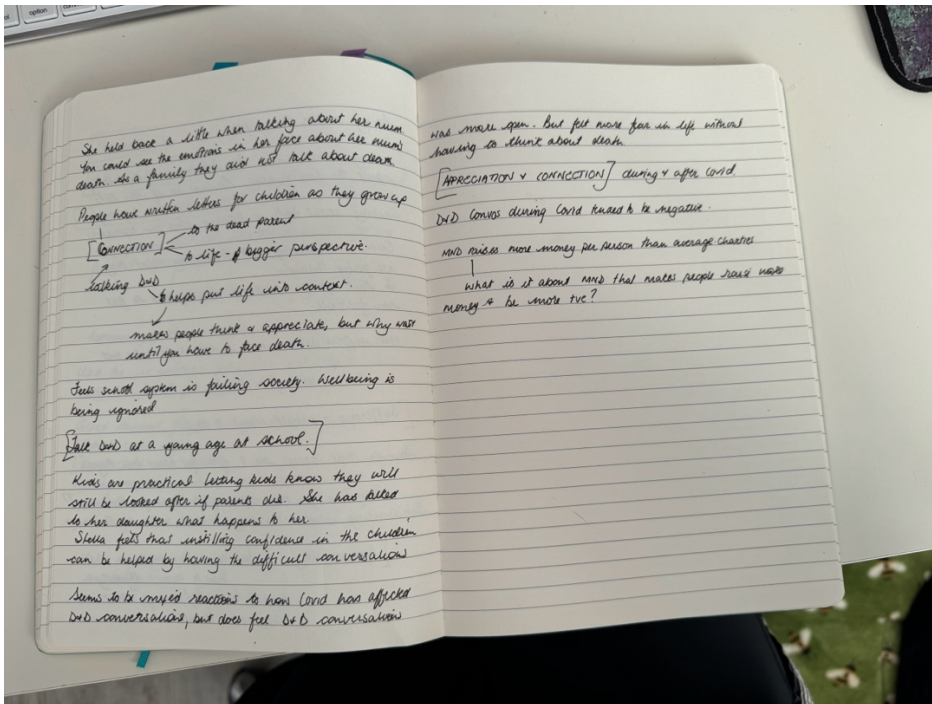 She held back a little when talking about her mum
You could see the emotions in her face about her mum's
death. As a family they did not talk about death.
People have written letters for children as they grow up
[CONNECTION]
to the dead parent
to life - bigger perspective.
talking D&D
helps put life into context.
makes people think & appreciate, but why wait
until you have to face death.
Feels school system is failing society. Wellbeing is
being ignored
[Talk D&D at a young age at school.]
Kids are practical letting kids know they will
still be looked after if parents die. She has talked
to her daughter what happens to her.
Stella feels that instilling confidence in the children
can be helped by having the difficult conversations
Seems to be mixed reactions to how Covid has affected
D+D conversations, but does feel D+D conversations
was more open. But felt more fear in life without
having to think about death
[APPRECIATION & CONNECTION] during & after Covid.
D&D Convos during Covid tended to be negative.
MND raises more money per person than average charities
What is it about MND that makes people raise more
money & be more +ve?
option